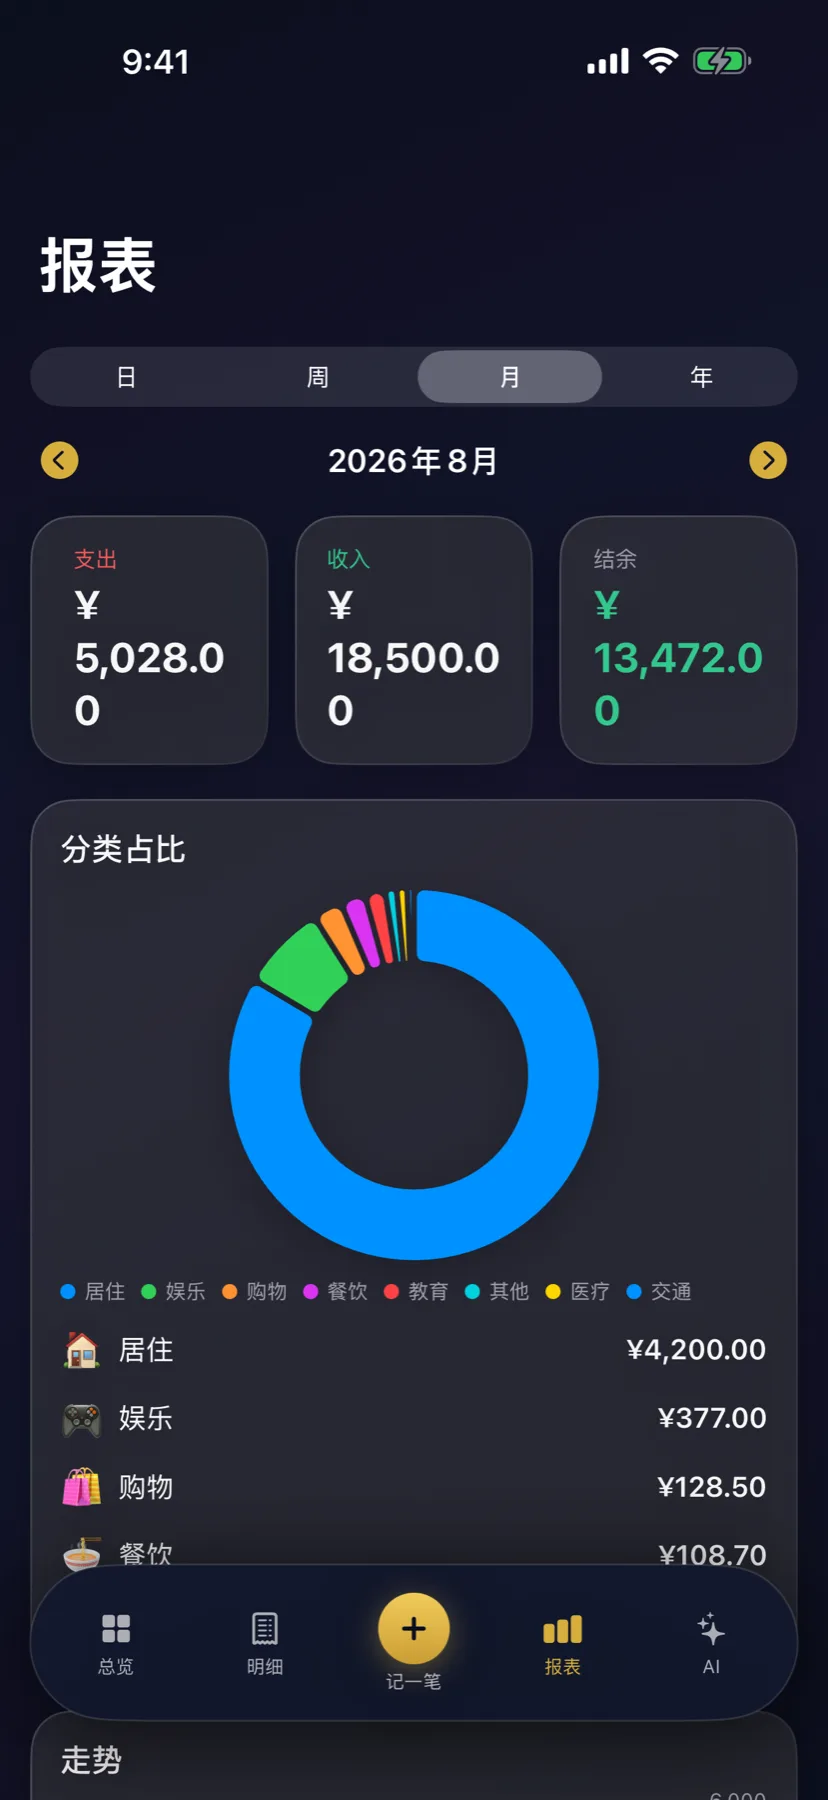 9:41
报表
日 周 月 年
2026年8月
支出 收入 结余
¥ ¥ ¥
5,028.0 18,500.0 13,472.0
0 0 0
分类占比
居住 娱乐 购物 餐饮 教育 其他 医疗 交通
居住 ¥4,200.00
娱乐 ¥377.00
购物 ¥128.50
餐饮 ¥108.70
总览 明细 记一笔 报表 AI
走势
6,000